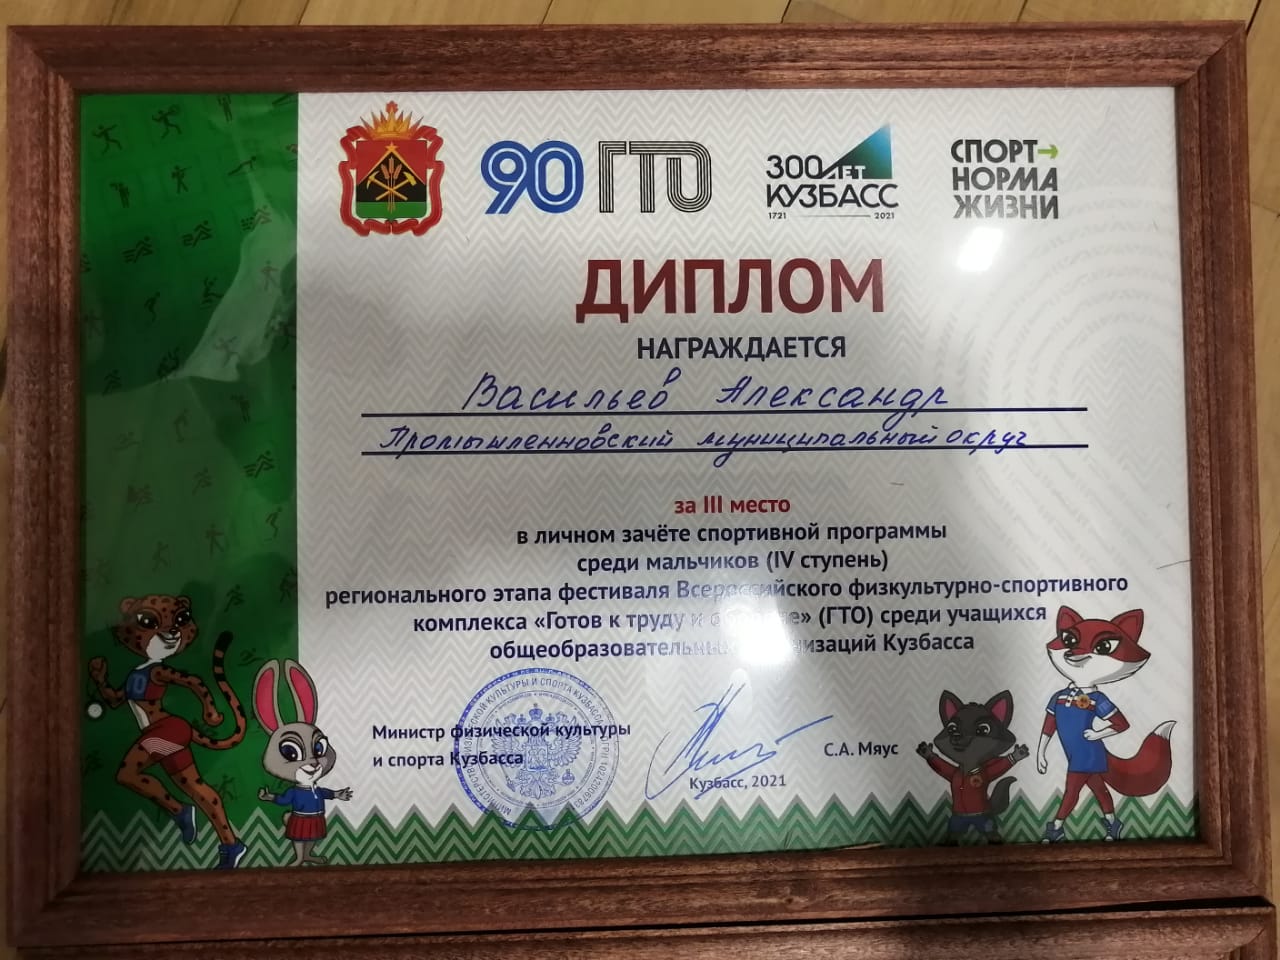 90 ГТО
300 ЛЕТ
КУЗБАСС
1721 2021
СПОРТ
НОРМА
ЖИЗНИ
ДИПЛОМ
НАГРАЖДАЕТСЯ
Васильев Александр
Промышленновский муниципальный округ
за III место
в личном зачёте спортивной программы
среди мальчиков (IV ступень)
регионального этапа фестиваля Всероссийского физкультурно-спортивного
комплекса «Готов к труду и обороне» (ГТО) среди учащихся
общеобразовательных организаций Кузбасса
Министр физической культуры
и спорта Кузбасса
С.А. Мяус
Кузбасс, 2021